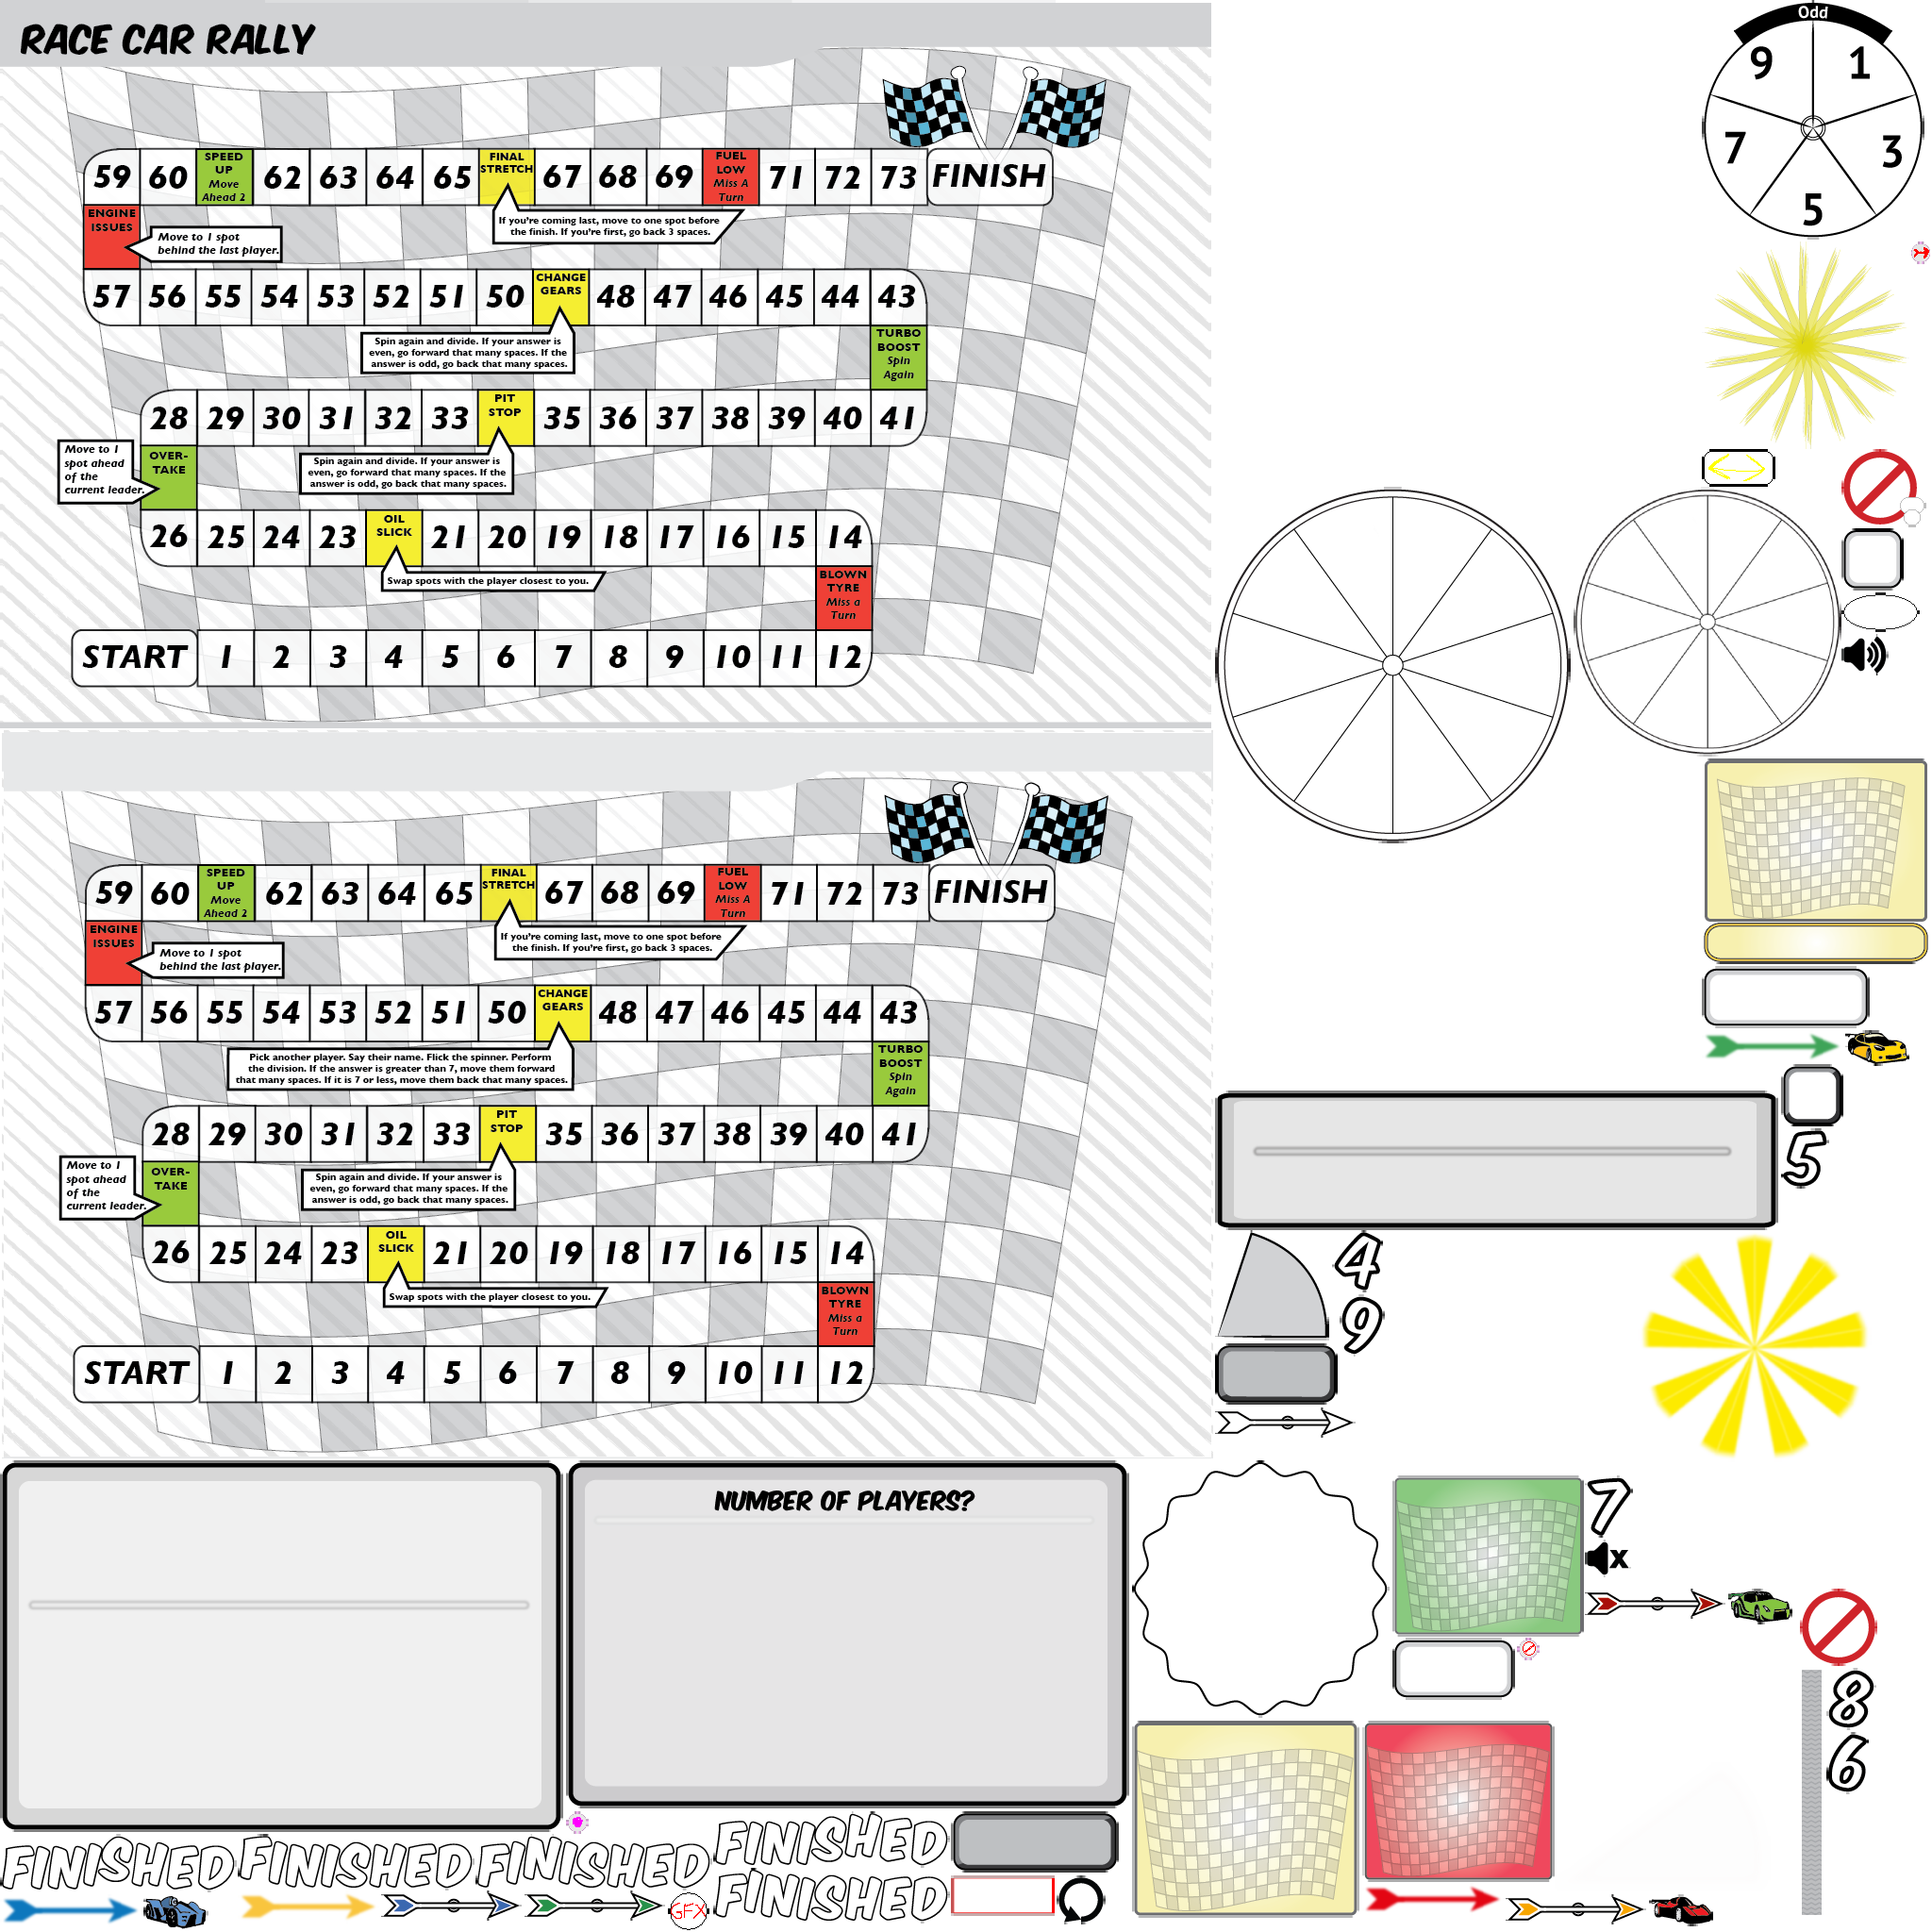 RACE CAR RALLY
59 60 SPEED UP Move Ahead 2 62 63 64 65 FINAL STRETCH 67 68 69 FUEL LOW Miss A Turn 71 72 73 FINISH
If you're coming last, move to one spot before
the finish. If you're first, go back 3 spaces.
ENGINE
ISSUES
Move to 1 spot
behind the last player.
57 56 55 54 53 52 51 50 CHANGE GEARS 48 47 46 45 44 43
Spin again and divide. If your answer is
even, go forward that many spaces. If the
answer is odd, go back that many spaces.
TURBO
BOOST
Spin
Again
28 29 30 31 32 33 PIT STOP 35 36 37 38 39 40 41
Move to 1
spot ahead
of the
current leader.
OVER-
TAKE
Spin again and divide. If your answer is
even, go forward that many spaces. If the
answer is odd, go back that many spaces.
26 25 24 23 OIL SLICK 21 20 19 18 17 16 15 14
Swap spots with the player closest to you.
BLOWN
TYRE
Miss a
Turn
START 1 2 3 4 5 6 7 8 9 10 11 12
Odd
9 1
7 3
5
59 60 SPEED UP Move Ahead 2 62 63 64 65 FINAL STRETCH 67 68 69 FUEL LOW Miss A Turn 71 72 73 FINISH
If you're coming last, move to one spot before
the finish. If you're first, go back 3 spaces.
ENGINE
ISSUES
Move to 1 spot
behind the last player.
57 56 55 54 53 52 51 50 CHANGE GEARS 48 47 46 45 44 43
Pick another player. Say their name. Flick the spinner. Perform
the division. If the answer is greater than 7, move them forward
that many spaces. If it is 7 or less, move them back that many spaces.
TURBO
BOOST
Spin
Again
28 29 30 31 32 33 PIT STOP 35 36 37 38 39 40 41
Move to 1
spot ahead
of the
current leader.
OVER-
TAKE
Spin again and divide. If your answer is
even, go forward that many spaces. If the
answer is odd, go back that many spaces.
26 25 24 23 OIL SLICK 21 20 19 18 17 16 15 14
Swap spots with the player closest to you.
BLOWN
TYRE
Miss a
Turn
START 1 2 3 4 5 6 7 8 9 10 11 12
5
4
9
NUMBER OF PLAYERS?
7
x
8
6
FINISHED FINISHED FINISHED FINISHED
FINISHED
GFX